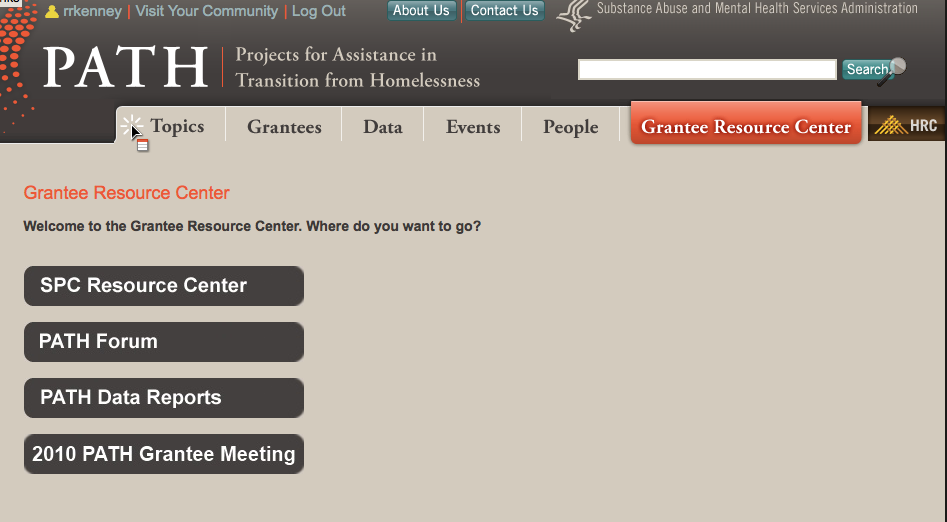 rrkenney | Visit Your Community | Log Out
About Us
Contact Us
Substance Abuse and Mental Health Services Administration
PATH
Projects for Assistance in
Transition from Homelessness
Search
Topics
Grantees
Data
Events
People
Grantee Resource Center
HRC
Grantee Resource Center
Welcome to the Grantee Resource Center. Where do you want to go?
SPC Resource Center
PATH Forum
PATH Data Reports
2010 PATH Grantee Meeting